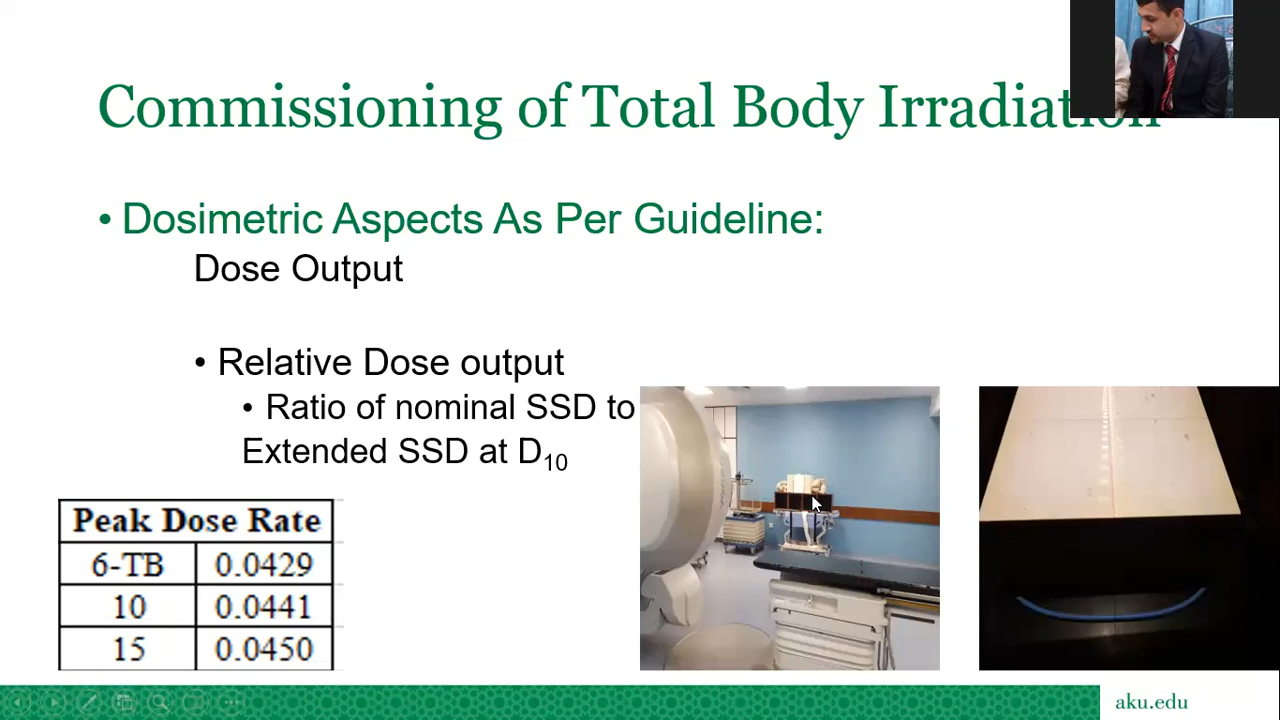 Commissioning of Total Body Irradiation
• Dosimetric Aspects As Per Guideline:
Dose Output
• Relative Dose output
• Ratio of nominal SSD to
Extended SSD at D10
Peak Dose Rate
6-TB 0.0429
10 0.0441
15 0.0450
aku.edu